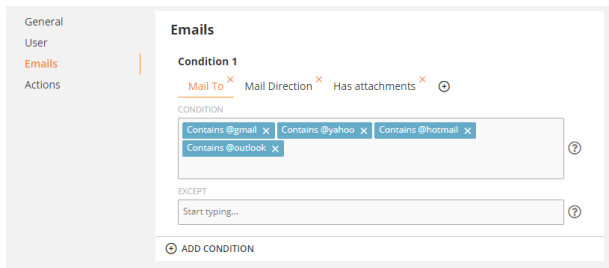 General
User
Emails
Actions
Emails
Condition 1
Mail To × Mail Direction × Has attachments ×
CONDITION
Contains @gmail × Contains @yahoo × Contains @hotmail ×
Contains @outlook ×
?
EXCEPT
Start typing...
?
ADD CONDITION